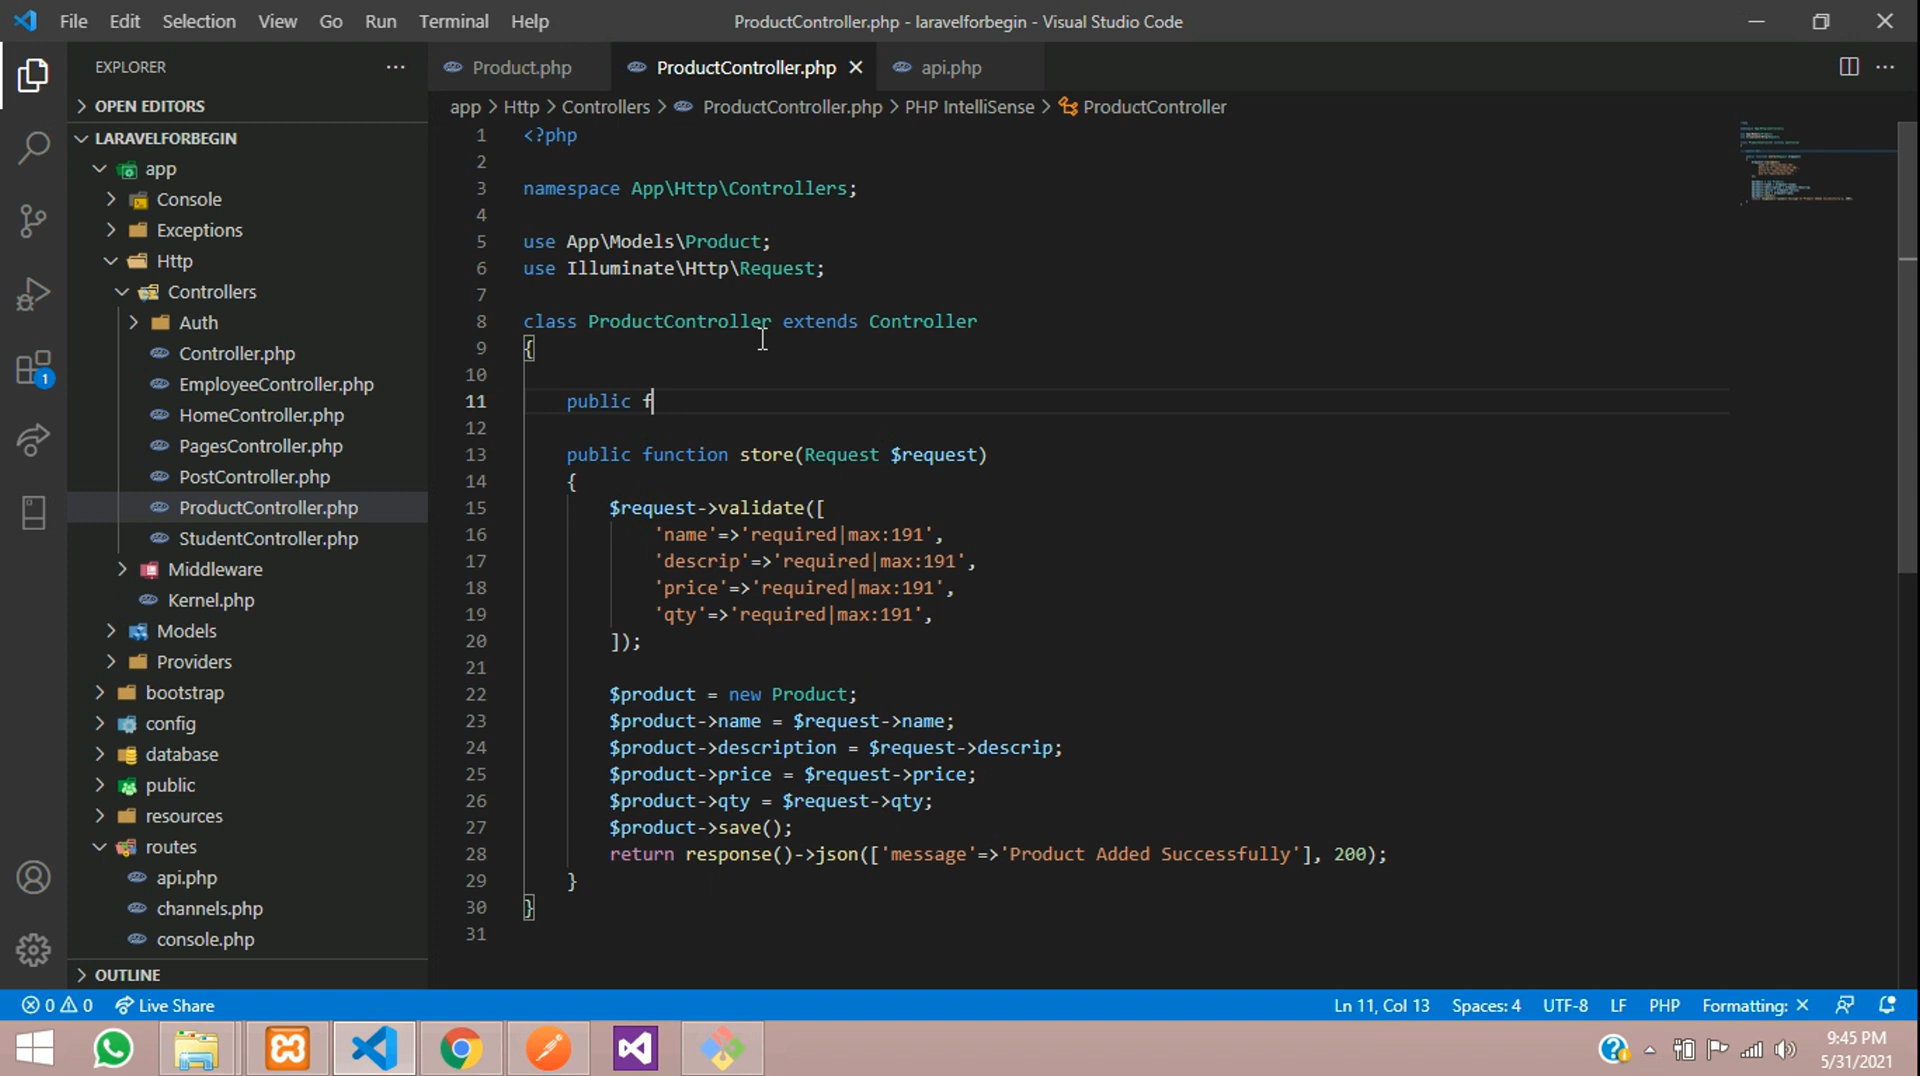 File Edit Selection View Go Run Terminal Help
ProductController.php - laravelforbegin - Visual Studio Code
EXPLORER
OPEN EDITORS
LARAVELFORBEGIN
app
Console
Exceptions
Http
Controllers
Auth
Controller.php
EmployeeController.php
HomeController.php
PagesController.php
PostController.php
ProductController.php
StudentController.php
Middleware
Kernel.php
Models
Providers
bootstrap
config
database
public
resources
routes
api.php
channels.php
console.php
OUTLINE
1
Product.php ProductController.php api.php
app > Http > Controllers > ProductController.php > PHP IntelliSense > ProductController
1 <?php
2
3 namespace App\Http\Controllers;
4
5 use App\Models\Product;
6 use Illuminate\Http\Request;
7
8 class ProductController extends Controller
9 {
10
11 public f
12
13 public function store(Request $request)
14 {
15 $request->validate([
16 'name'=>'required|max:191',
17 'descrip'=>'required|max:191',
18 'price'=>'required|max:191',
19 'qty'=>'required|max:191',
20 ]);
21
22 $product = new Product;
23 $product->name = $request->name;
24 $product->description = $request->descrip;
25 $product->price = $request->price;
26 $product->qty = $request->qty;
27 $product->save();
28 return response()->json(['message'=>'Product Added Successfully'], 200);
29 }
30 }
31
0 0 Live Share
Ln 11, Col 13 Spaces: 4 UTF-8 LF PHP Formatting: ×
9:45 PM
5/31/2021